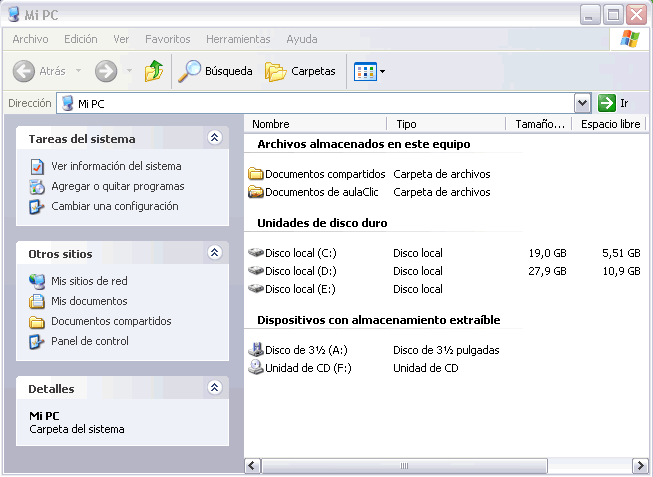 Mi PC
Archivo Edición Ver Favoritos Herramientas Ayuda
Atrás Búsqueda Carpetas
Dirección Mi PC Ir
Tareas del sistema
Ver información del sistema
Agregar o quitar programas
Cambiar una configuración
Otros sitios
Mis sitios de red
Mis documentos
Documentos compartidos
Panel de control
Detalles
Mi PC
Carpeta del sistema
Nombre Tipo Tamaño... Espacio libre
Archivos almacenados en este equipo
Documentos compartidos Carpeta de archivos
Documentos de aulaClic Carpeta de archivos
Unidades de disco duro
Disco local (C:) Disco local 19,0 GB 5,51 GB
Disco local (D:) Disco local 27,9 GB 10,9 GB
Disco local (E:) Disco local
Dispositivos con almacenamiento extraíble
Disco de 3½ (A:) Disco de 3½ pulgadas
Unidad de CD (F:) Unidad de CD